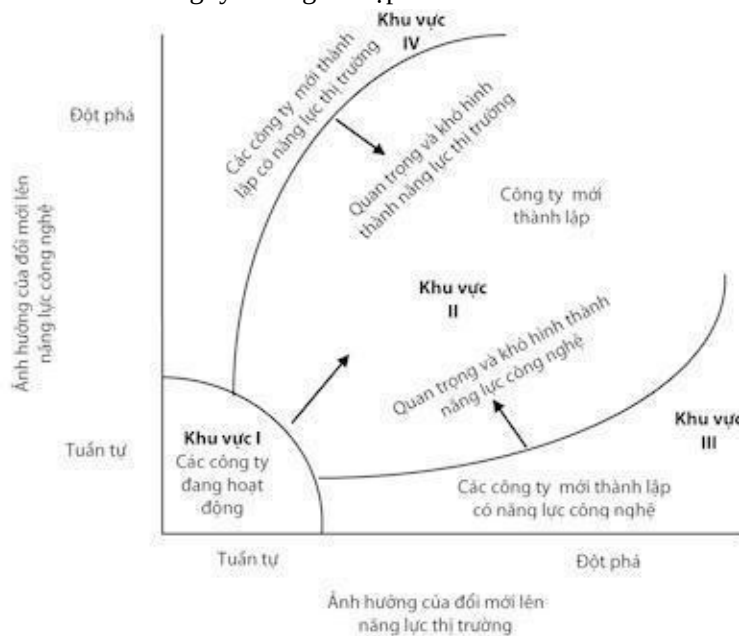 Khu vực
IV
Đột phá
Các công ty mới thành
lập có năng lực thị trường
Quan trọng và khó hình
thành năng lực thị trường
Công ty mới
thành lập
Ảnh hưởng của đổi mới lên
năng lực công nghệ
Khu vực
II
Quan trọng và khó hình thành
năng lực công nghệ
Khu vực
III
Tuần tự
Khu vực I
Các công ty
đang hoạt
động
Các công ty mới thành lập
có năng lực công nghệ
Tuần tự
Đột phá
Ảnh hưởng của đổi mới lên
năng lực thị trường